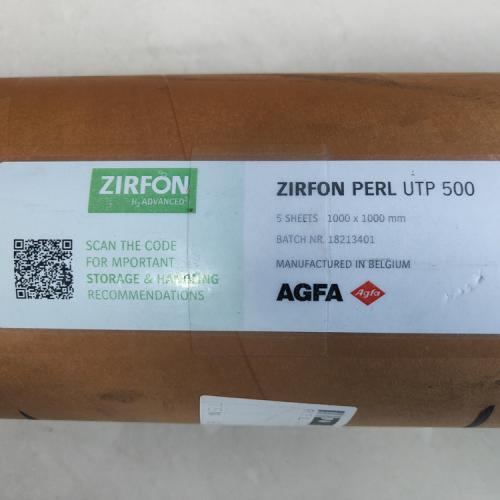 ZIRFON
H₂ ADVANCED
SCAN THE CODE
FOR MPORTANT
STORAGE & HANDLING
RECOMMENDATIONS
ZIRFON PERL UTP 500
5 SHEETS 1000 x 1000 mm
BATCH NR. 18213401
MANUFACTURED IN BELGIUM
AGFA Agfa